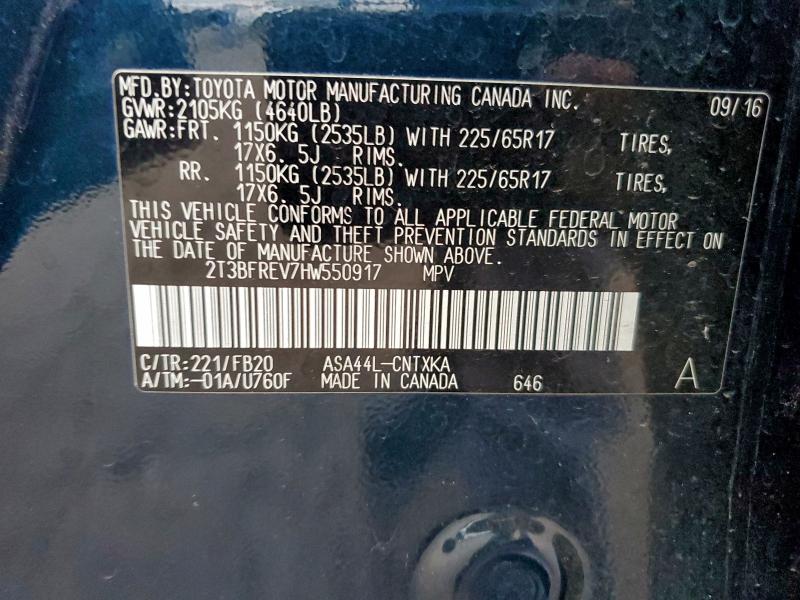 MFD.BY:TOYOTA MOTOR MANUFACTURING CANADA INC. 09/16
GVWR:2105KG (4640LB)
GAWR:FRT. 1150KG (2535LB) WITH 225/65R17 TIRES,
17X6. 5J RIMS.
RR. 1150KG (2535LB) WITH 225/65R17 TIRES,
17X6. 5J RIMS.
THIS VEHICLE CONFORMS TO ALL APPLICABLE FEDERAL MOTOR
VEHICLE SAFETY AND THEFT PREVENTION STANDARDS IN EFFECT ON
THE DATE OF MANUFACTURE SHOWN ABOVE.
2T3BFREV7HW550917 MPV
C/TR:221/FB20 ASA44L-CNTXKA
A/TM:-01A/U760F MADE IN CANADA 646 A